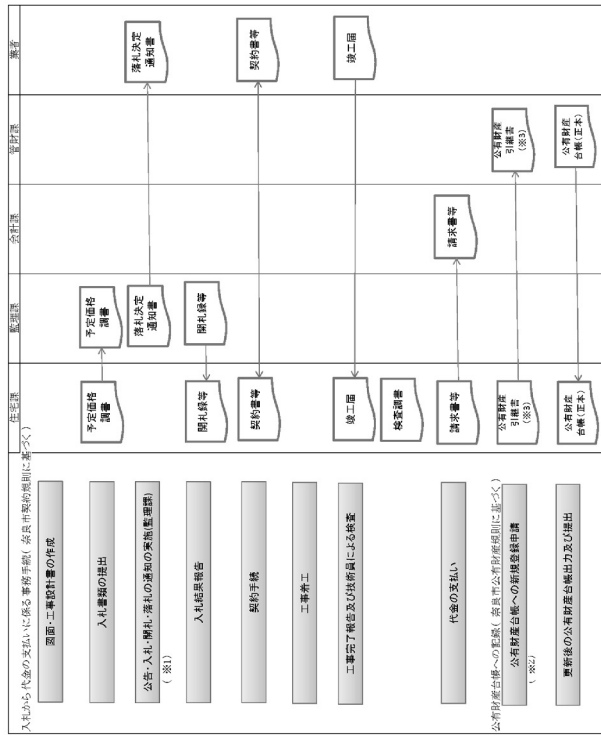 住宅課
監理課
会計課
管財課
業者
入札から代金の支払いに係る事務手続(奈良市契約規則に基づく)
図面・工事設計書の作成
入札書類の提出
予定価格
調書
予定価格
調書
公告・入札・開札・落札の通知の実施(監理課)
(※1)
落札決定
通知書
落札決定
通知書
入札結果報告
開札録等
開札録等
契約手続
契約書等
契約書等
工事着工
工事完了報告及び技術員による検査
竣工届
竣工届
検査調書
代金の支払い
請求書等
請求書等
公有財産台帳への記録(奈良市公有財産規則に基づく)
公有財産台帳への新規登録申請
(※2)
公有財産
引継書
(※3)
公有財産
引継書
(※3)
更新後の公有財産台帳出力及び提出
公有財産
台帳(正本)
公有財産
台帳(正本)